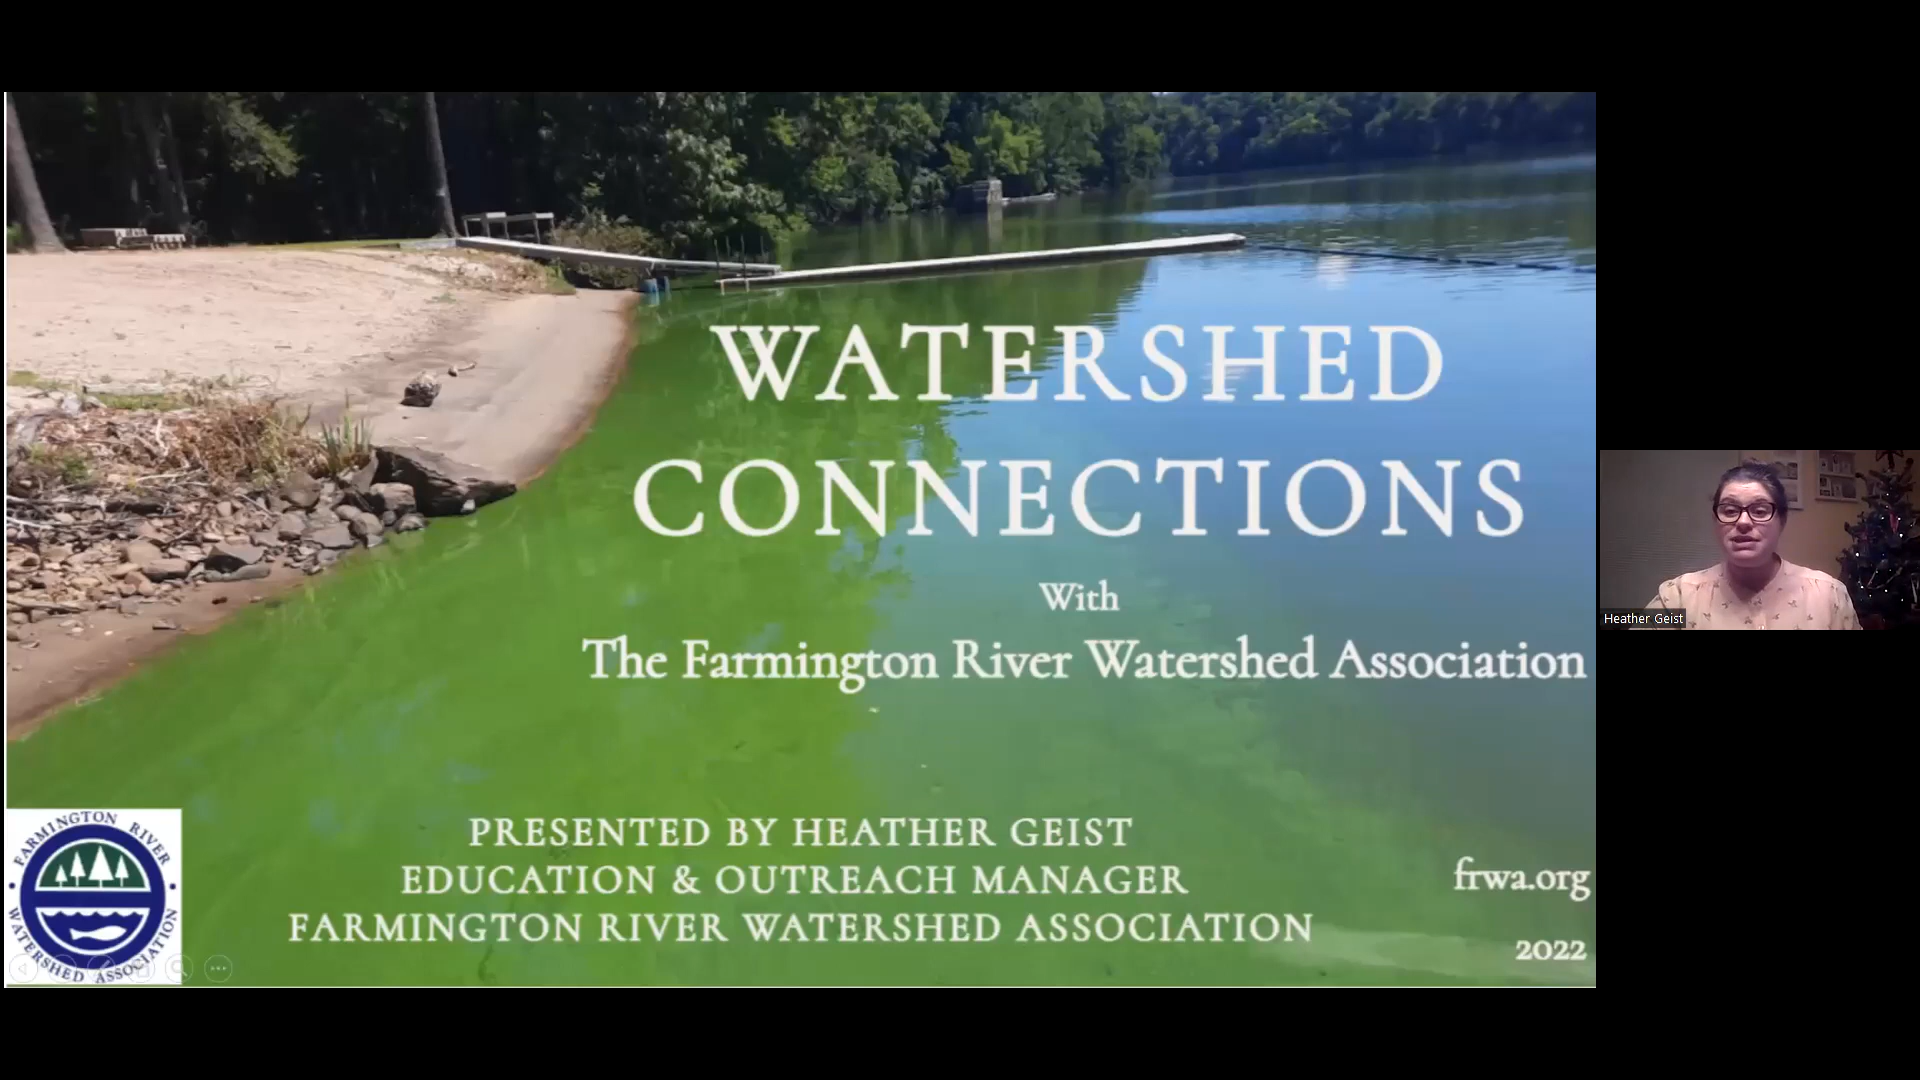 WATERSHED
CONNECTIONS
With
The Farmington River Watershed Association
PRESENTED BY HEATHER GEIST
EDUCATION & OUTREACH MANAGER
FARMINGTON RIVER WATERSHED ASSOCIATION
frwa.org
2022
FARMINGTON RIVER
WATERSHED ASSOCIATION
Heather Geist